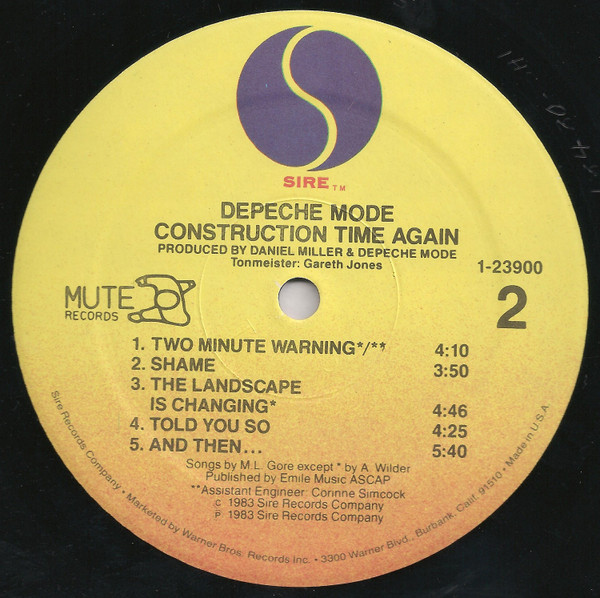 SIRE TM
DEPECHE MODE
CONSTRUCTION TIME AGAIN
PRODUCED BY DANIEL MILLER & DEPECHE MODE
Tonmeister: Gareth Jones
1-23900
MUTE
RECORDS
2
1. TWO MINUTE WARNING*/** 4:10
2. SHAME 3:50
3. THE LANDSCAPE
IS CHANGING* 4:46
4. TOLD YOU SO 4:25
5. AND THEN... 5:40
Songs by M.L. Gore except * by A. Wilder
Published by Emile Music ASCAP
**Assistant Engineer: Corinne Simcock
© 1983 Sire Records Company
℗ 1983 Sire Records Company
Sire Records Company • Marketed by Warner Bros. Records Inc. • 3300 Warner Blvd., Burbank, Calif. 91510 • Made in U.S.A.